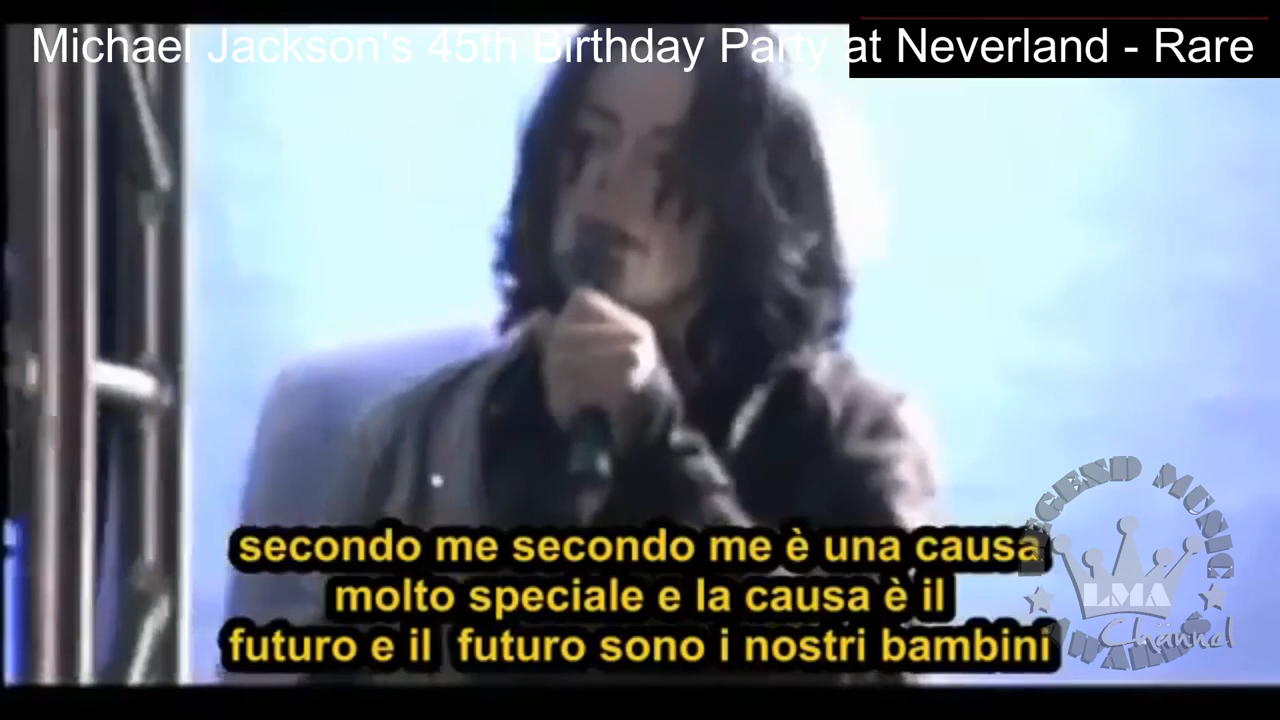 Michael Jackson's 45th Birthday Party at Neverland - Rare
secondo me secondo me è una causa
molto speciale e la causa è il
futuro e il futuro sono i nostri bambini
LEGEND MUSIC
LMA
Channel